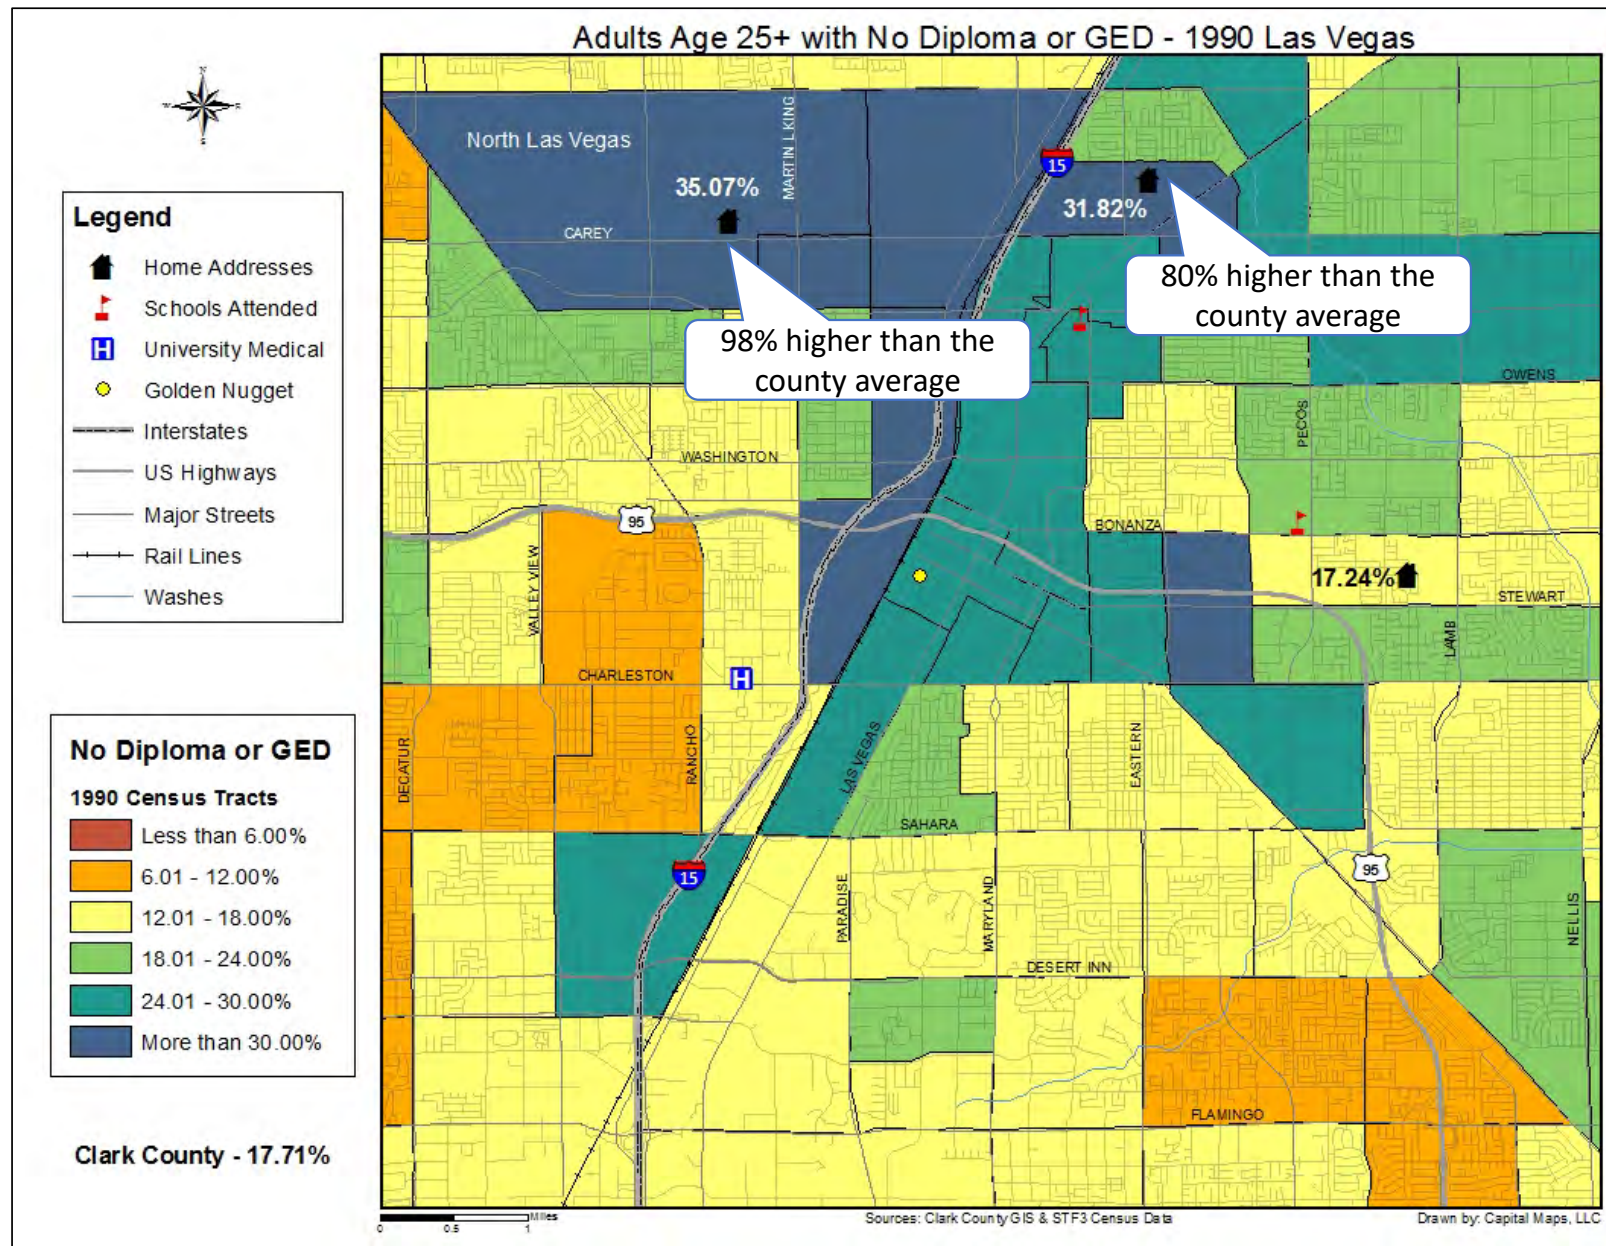 Adults Age 25+ with No Diploma or GED - 1990 Las Vegas
N
W
E
S
Legend
Home Addresses
Schools Attended
H University Medical
Golden Nugget
Interstates
US Highways
Major Streets
Rail Lines
Washes
No Diploma or GED
1990 Census Tracts
Less than 6.00%
6.01 - 12.00%
12.01 - 18.00%
18.01 - 24.00%
24.01 - 30.00%
More than 30.00%
Clark County - 17.71%
North Las Vegas
MARTIN L KING
15
35.07%
31.82%
CAREY
80% higher than the
county average
98% higher than the
county average
OWENS
PECOS
WASHINGTON
95
BONANZA
VALLEY VIEW
17.24%
STEWART
LAMB
CHARLESTON
H
DECATUR
RANCHO
LAS VEGAS
EASTERN
SAHARA
15
95
PARADISE
MARYLAND
NELLIS
DESERT INN
FLAMINGO
0 0.5 1 Miles
Sources: Clark County GIS & STF3 Census Data
Drawn by: Capital Maps, LLC